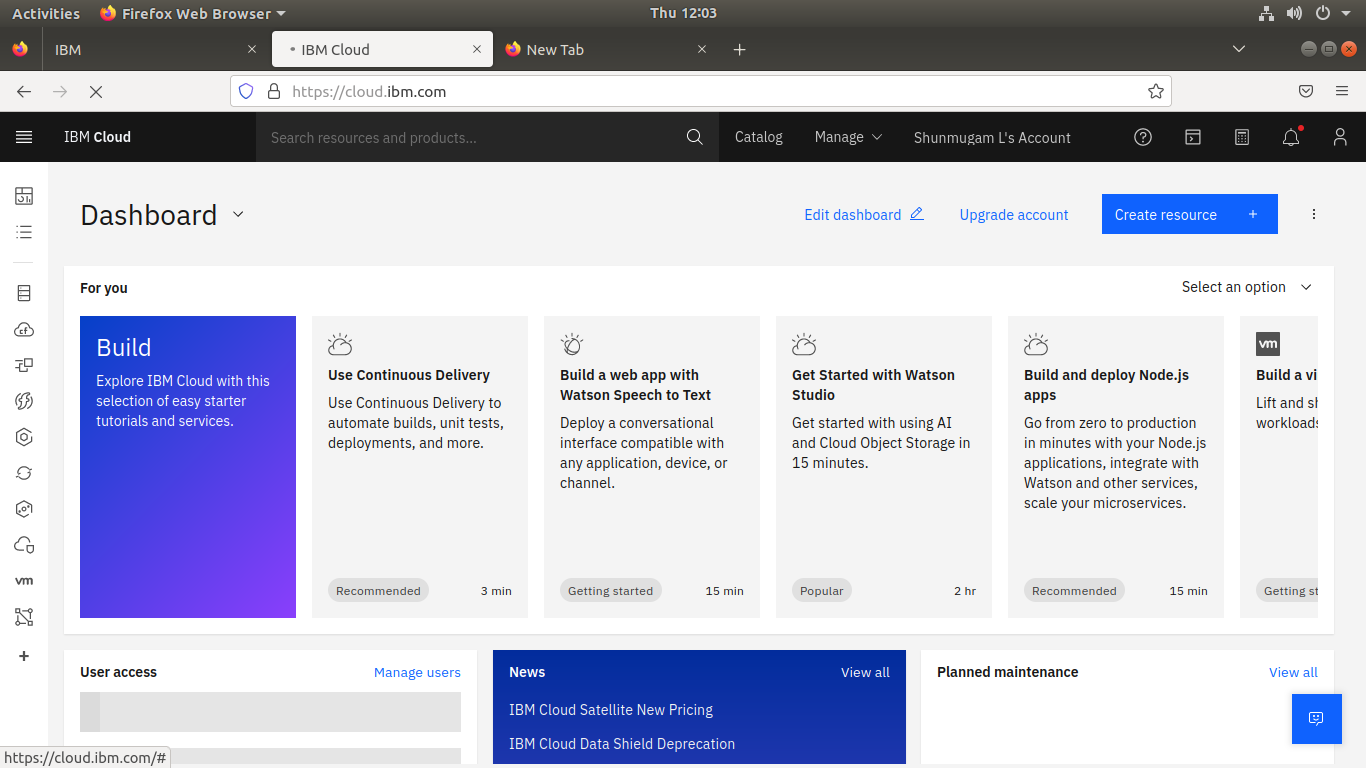 Activities
Firefox Web Browser
Thu 12:03
IBM
IBM Cloud
New Tab
https://cloud.ibm.com
IBM Cloud
Search resources and products...
Catalog
Manage
Shunmugam L's Account
Dashboard
Edit dashboard
Upgrade account
Create resource
For you
Select an option
Build
Explore IBM Cloud with this
selection of easy starter
tutorials and services.
Use Continuous Delivery
Use Continuous Delivery to
automate builds, unit tests,
deployments, and more.
Recommended
3 min
Build a web app with
Watson Speech to Text
Deploy a conversational
interface compatible with
any application, device, or
channel.
Getting started
15 min
Get Started with Watson
Studio
Get started with using AI
and Cloud Object Storage in
15 minutes.
Popular
2 hr
Build and deploy Node.js
apps
Go from zero to production
in minutes with your Node.js
applications, integrate with
Watson and other services,
scale your microservices.
Recommended
15 min
vm
Build a vi
Lift and sh
workloads
Getting st
cf
vm
User access
Manage users
News
View all
IBM Cloud Satellite New Pricing
IBM Cloud Data Shield Deprecation
Planned maintenance
View all
https://cloud.ibm.com/#